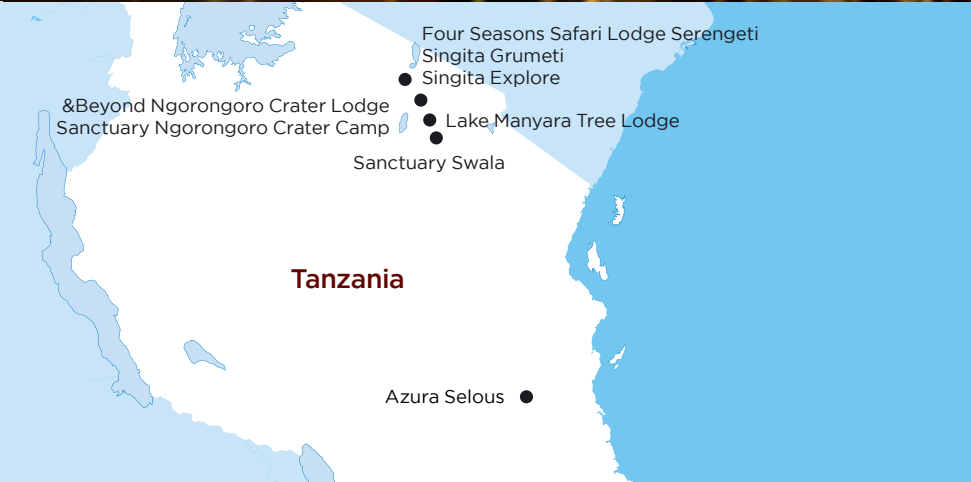 Four Seasons Safari Lodge Serengeti
Singita Grumeti
Singita Explore
&Beyond Ngorongoro Crater Lodge
Sanctuary Ngorongoro Crater Camp
Lake Manyara Tree Lodge
Sanctuary Swala
Tanzania
Azura Selous